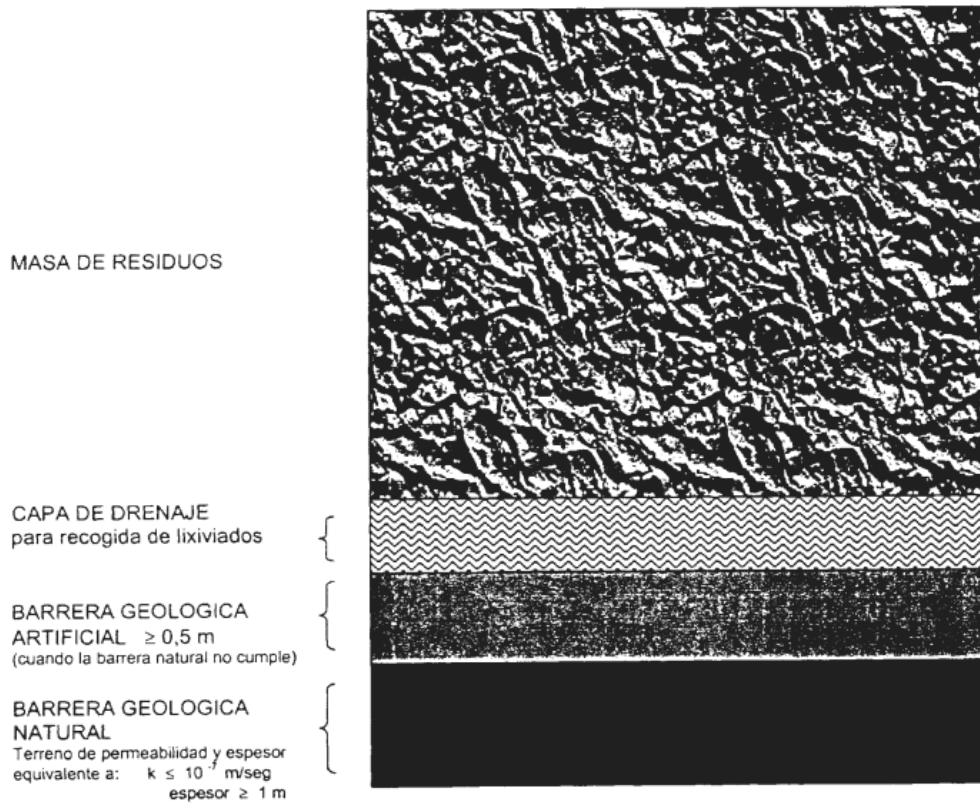 MASA DE RESIDUOS
CAPA DE DRENAJE
para recogida de lixiviados
BARRERA GEOLOGICA
ARTIFICIAL ≥ 0,5 m
(cuando la barrera natural no cumple)
BARRERA GEOLOGICA
NATURAL
Terreno de permeabilidad y espesor
equivalente a: k ≤ 10⁻⁷ m/seg
espesor ≥ 1 m